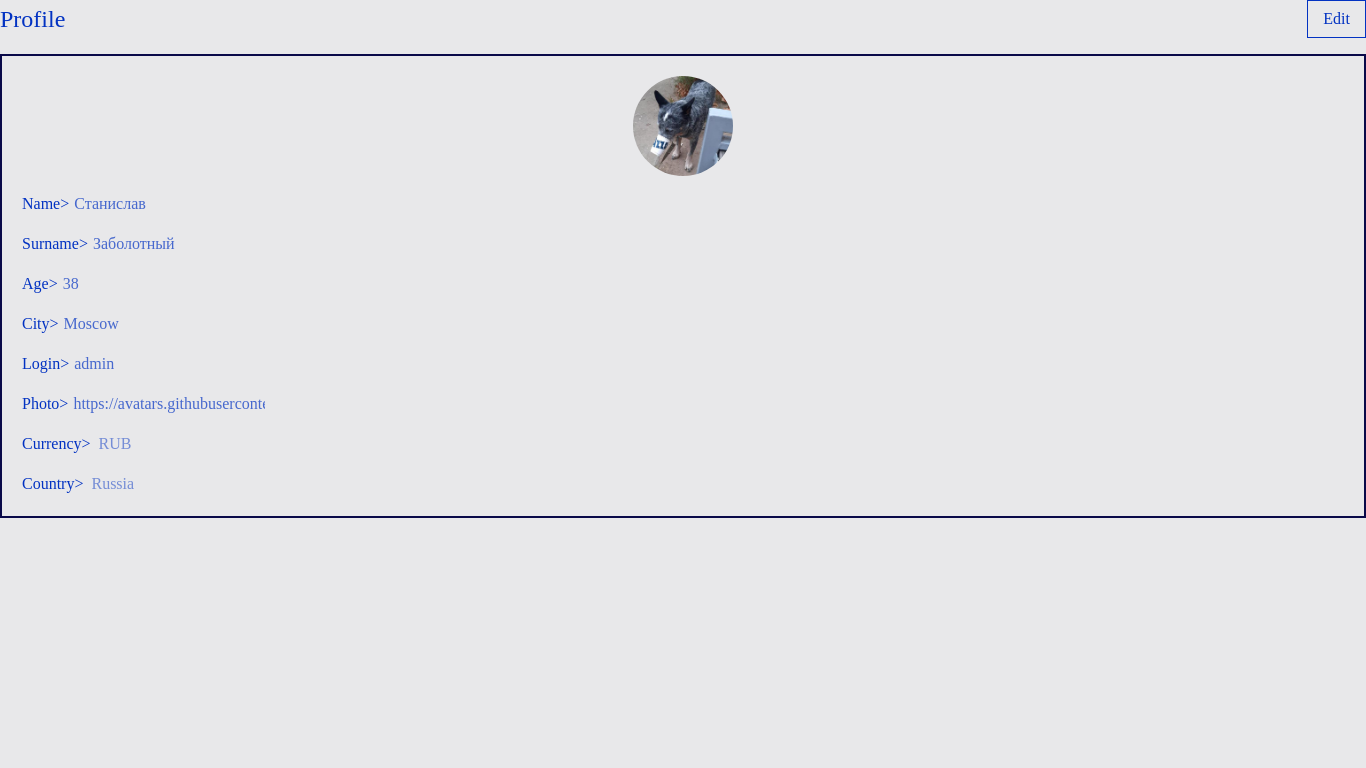 Profile
Edit
Name> Станислав
Surname> Заболотный
Age> 38
City> Moscow
Login> admin
Photo> https://avatars.githubuserconte
Currency> RUB
Country> Russia